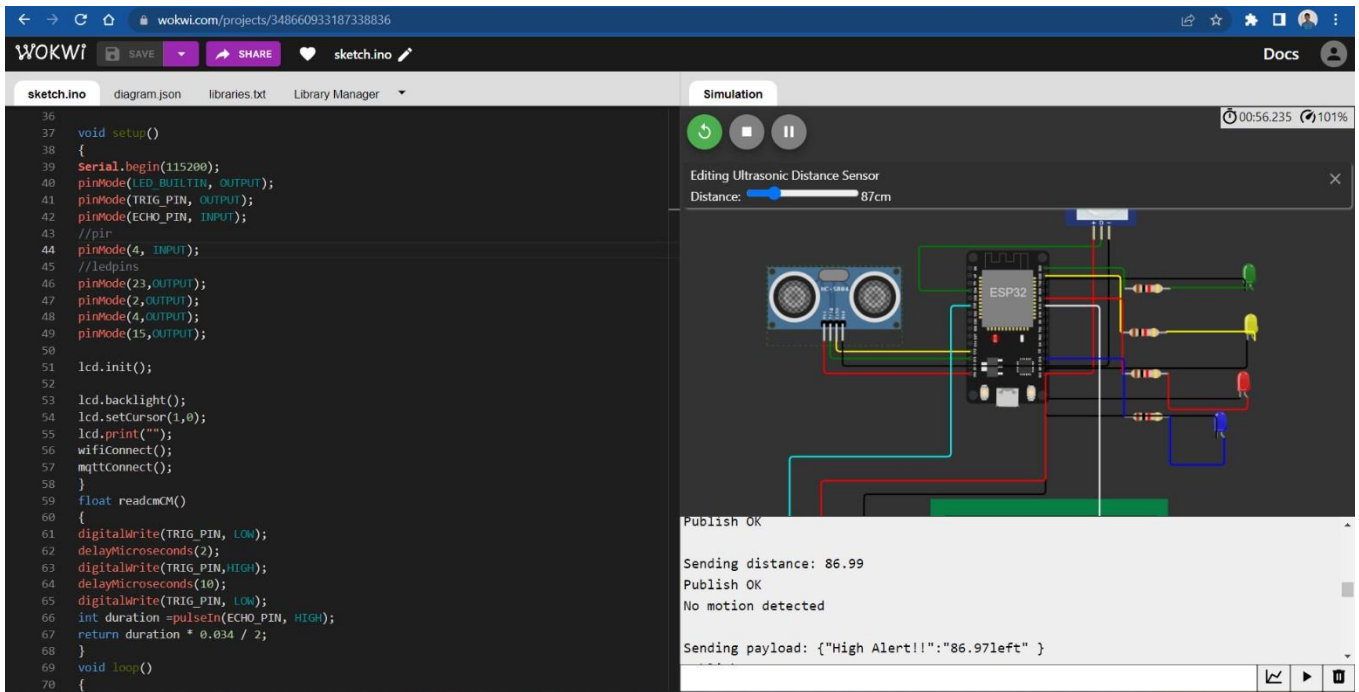 wokwi.com/projects/348660933187338836
WOKWi SAVE SHARE sketch.ino Docs
sketch.ino diagram.json libraries.txt Library Manager
Simulation
36
37 void setup()
38 {
39 Serial.begin(115200);
40 pinMode(LED_BUILTIN, OUTPUT);
41 pinMode(TRIG_PIN, OUTPUT);
42 pinMode(ECHO_PIN, INPUT);
43 //pir
44 pinMode(4, INPUT);
45 //ledpins
46 pinMode(23,OUTPUT);
47 pinMode(2,OUTPUT);
48 pinMode(4,OUTPUT);
49 pinMode(15,OUTPUT);
50
51 lcd.init();
52
53 lcd.backlight();
54 lcd.setCursor(1,0);
55 lcd.print("");
56 wifiConnect();
57 mqttConnect();
58 }
59 float readcmCM()
60 {
61 digitalWrite(TRIG_PIN, LOW);
62 delayMicroseconds(2);
63 digitalWrite(TRIG_PIN,HIGH);
64 delayMicroseconds(10);
65 digitalWrite(TRIG_PIN, LOW);
66 int duration =pulseIn(ECHO_PIN, HIGH);
67 return duration * 0.034 / 2;
68 }
69 void loop()
70 {
00:56.235 101%
Editing Ultrasonic Distance Sensor
Distance: 87cm
ESP32
Publish OK
Sending distance: 86.99
Publish OK
No motion detected
Sending payload: {"High Alert!!":"86.97left" }